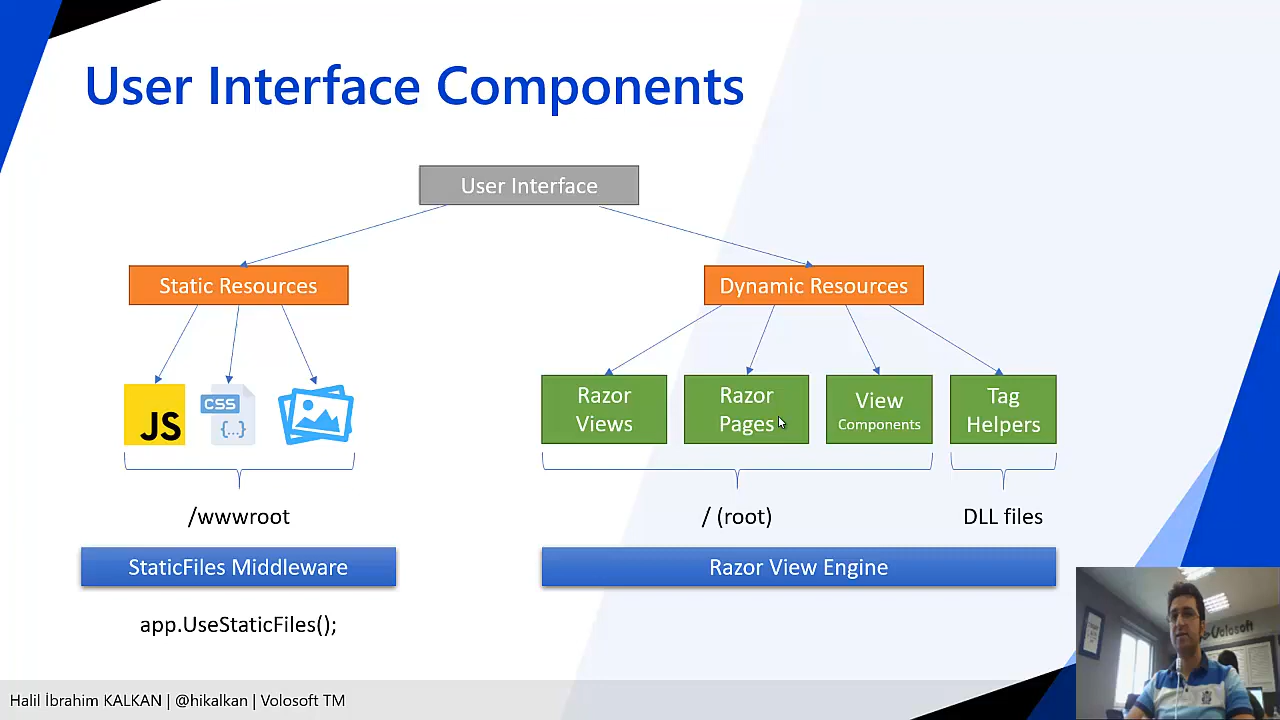 User Interface Components
User Interface
Static Resources
Dynamic Resources
JS
CSS
{...}
Razor
Views
Razor
Pages
View
Components
Tag
Helpers
/wwwroot
/ (root)
DLL files
StaticFiles Middleware
Razor View Engine
app.UseStaticFiles();
Volosoft
Halil İbrahim KALKAN | @hikalkan | Volosoft TM